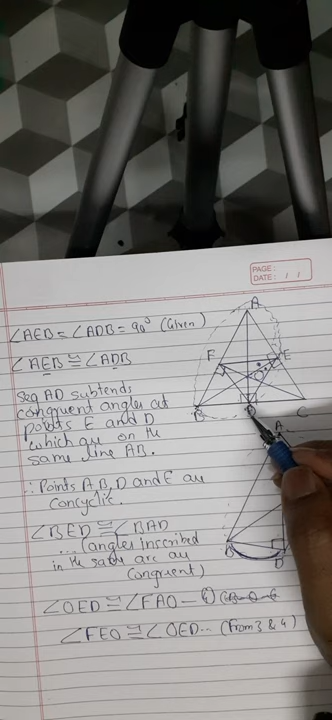 PAGE:
DATE: / /
∠AEB = ∠ADB = 90° (Given)
∠AEB ≅ ∠ADB
Seg AD subtends
congruent angles at
points E and D
which are on the
same line AB.
∴ Points A, B, D and E are
Concyclic.
∠BED ≅ ∠BAD
... (angles inscribed
in the same arc are
congruent)
∠OED ≅ ∠FAO – 4)
∠FEO ≅ ∠OED ... (from 3 & 4)
A
F
E
O
B
D
C
A
B
D